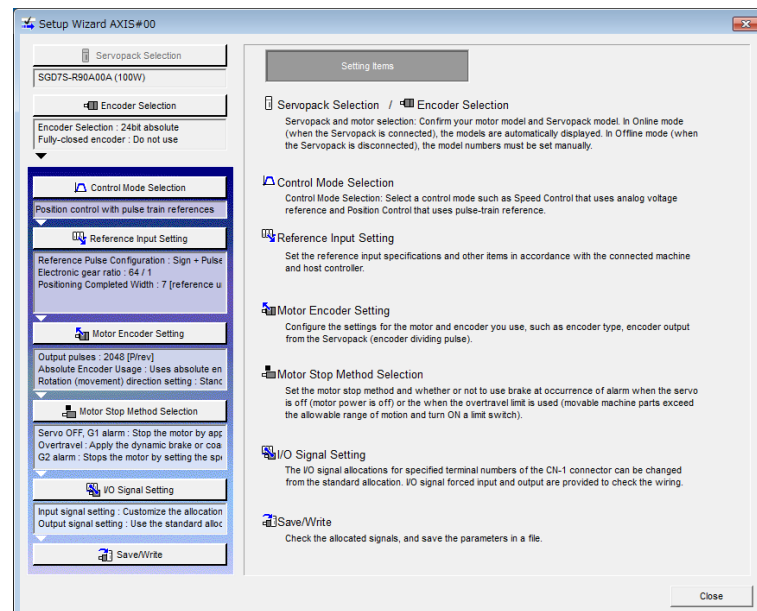 Setup Wizard AXIS#00
Servopack Selection
SGD7S-R90A00A (100W)
Encoder Selection
Encoder Selection : 24bit absolute
Fully-closed encoder : Do not use
Control Mode Selection
Position control with pulse train references
Reference Input Setting
Reference Pulse Configuration : Sign + Pulse
Electronic gear ratio : 64 / 1
Positioning Completed Width : 7 [reference u
Motor Encoder Setting
Output pulses : 2048 [P/rev]
Absolute Encoder Usage : Uses absolute en
Rotation (movement) direction setting : Stanc
Motor Stop Method Selection
Servo OFF, G1 alarm : Stop the motor by app
Overtravel : Apply the dynamic brake or coa
G2 alarm : Stops the motor by setting the spe
I/O Signal Setting
Input signal setting : Customize the allocation
Output signal setting : Use the standard alloc
Save/Write
Setting Items
Servopack Selection / Encoder Selection
Servopack and motor selection: Confirm your motor model and Servopack model. In Online mode
(when the Servopack is connected), the models are automatically displayed. In Offline mode (when
the Servopack is disconnected), the model numbers must be set manually.
Control Mode Selection
Control Mode Selection: Select a control mode such as Speed Control that uses analog voltage
reference and Position Control that uses pulse-train reference.
Reference Input Setting
Set the reference input specifications and other items in accordance with the connected machine
and host controller.
Motor Encoder Setting
Configure the settings for the motor and encoder you use, such as encoder type, encoder output
from the Servopack (encoder dividing pulse).
Motor Stop Method Selection
Set the motor stop method and whether or not to use brake at occurrence of alarm when the servo
is off (motor power is off) or the when the overtravel limit is used (movable machine parts exceed
the allowable range of motion and turn ON a limit switch).
I/O Signal Setting
The I/O signal allocations for specified terminal numbers of the CN-1 connector can be changed
from the standard allocation. I/O signal forced input and output are provided to check the wiring.
Save/Write
Check the allocated signals, and save the parameters in a file.
Close